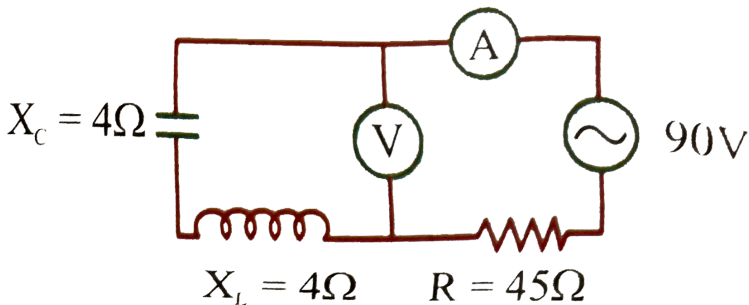 A
X_C = 4Ω
V
90V
X_L = 4Ω
R = 45Ω